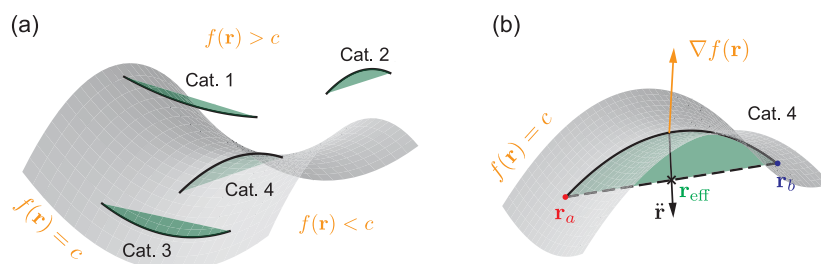 (a)
f(r) > c
Cat. 1
Cat. 2
Cat. 4
Cat. 3
f(r) = c
f(r) < c
(b)
∇f(r)
f(r) = c
Cat. 4
r_a
r_eff
r_b
r̈